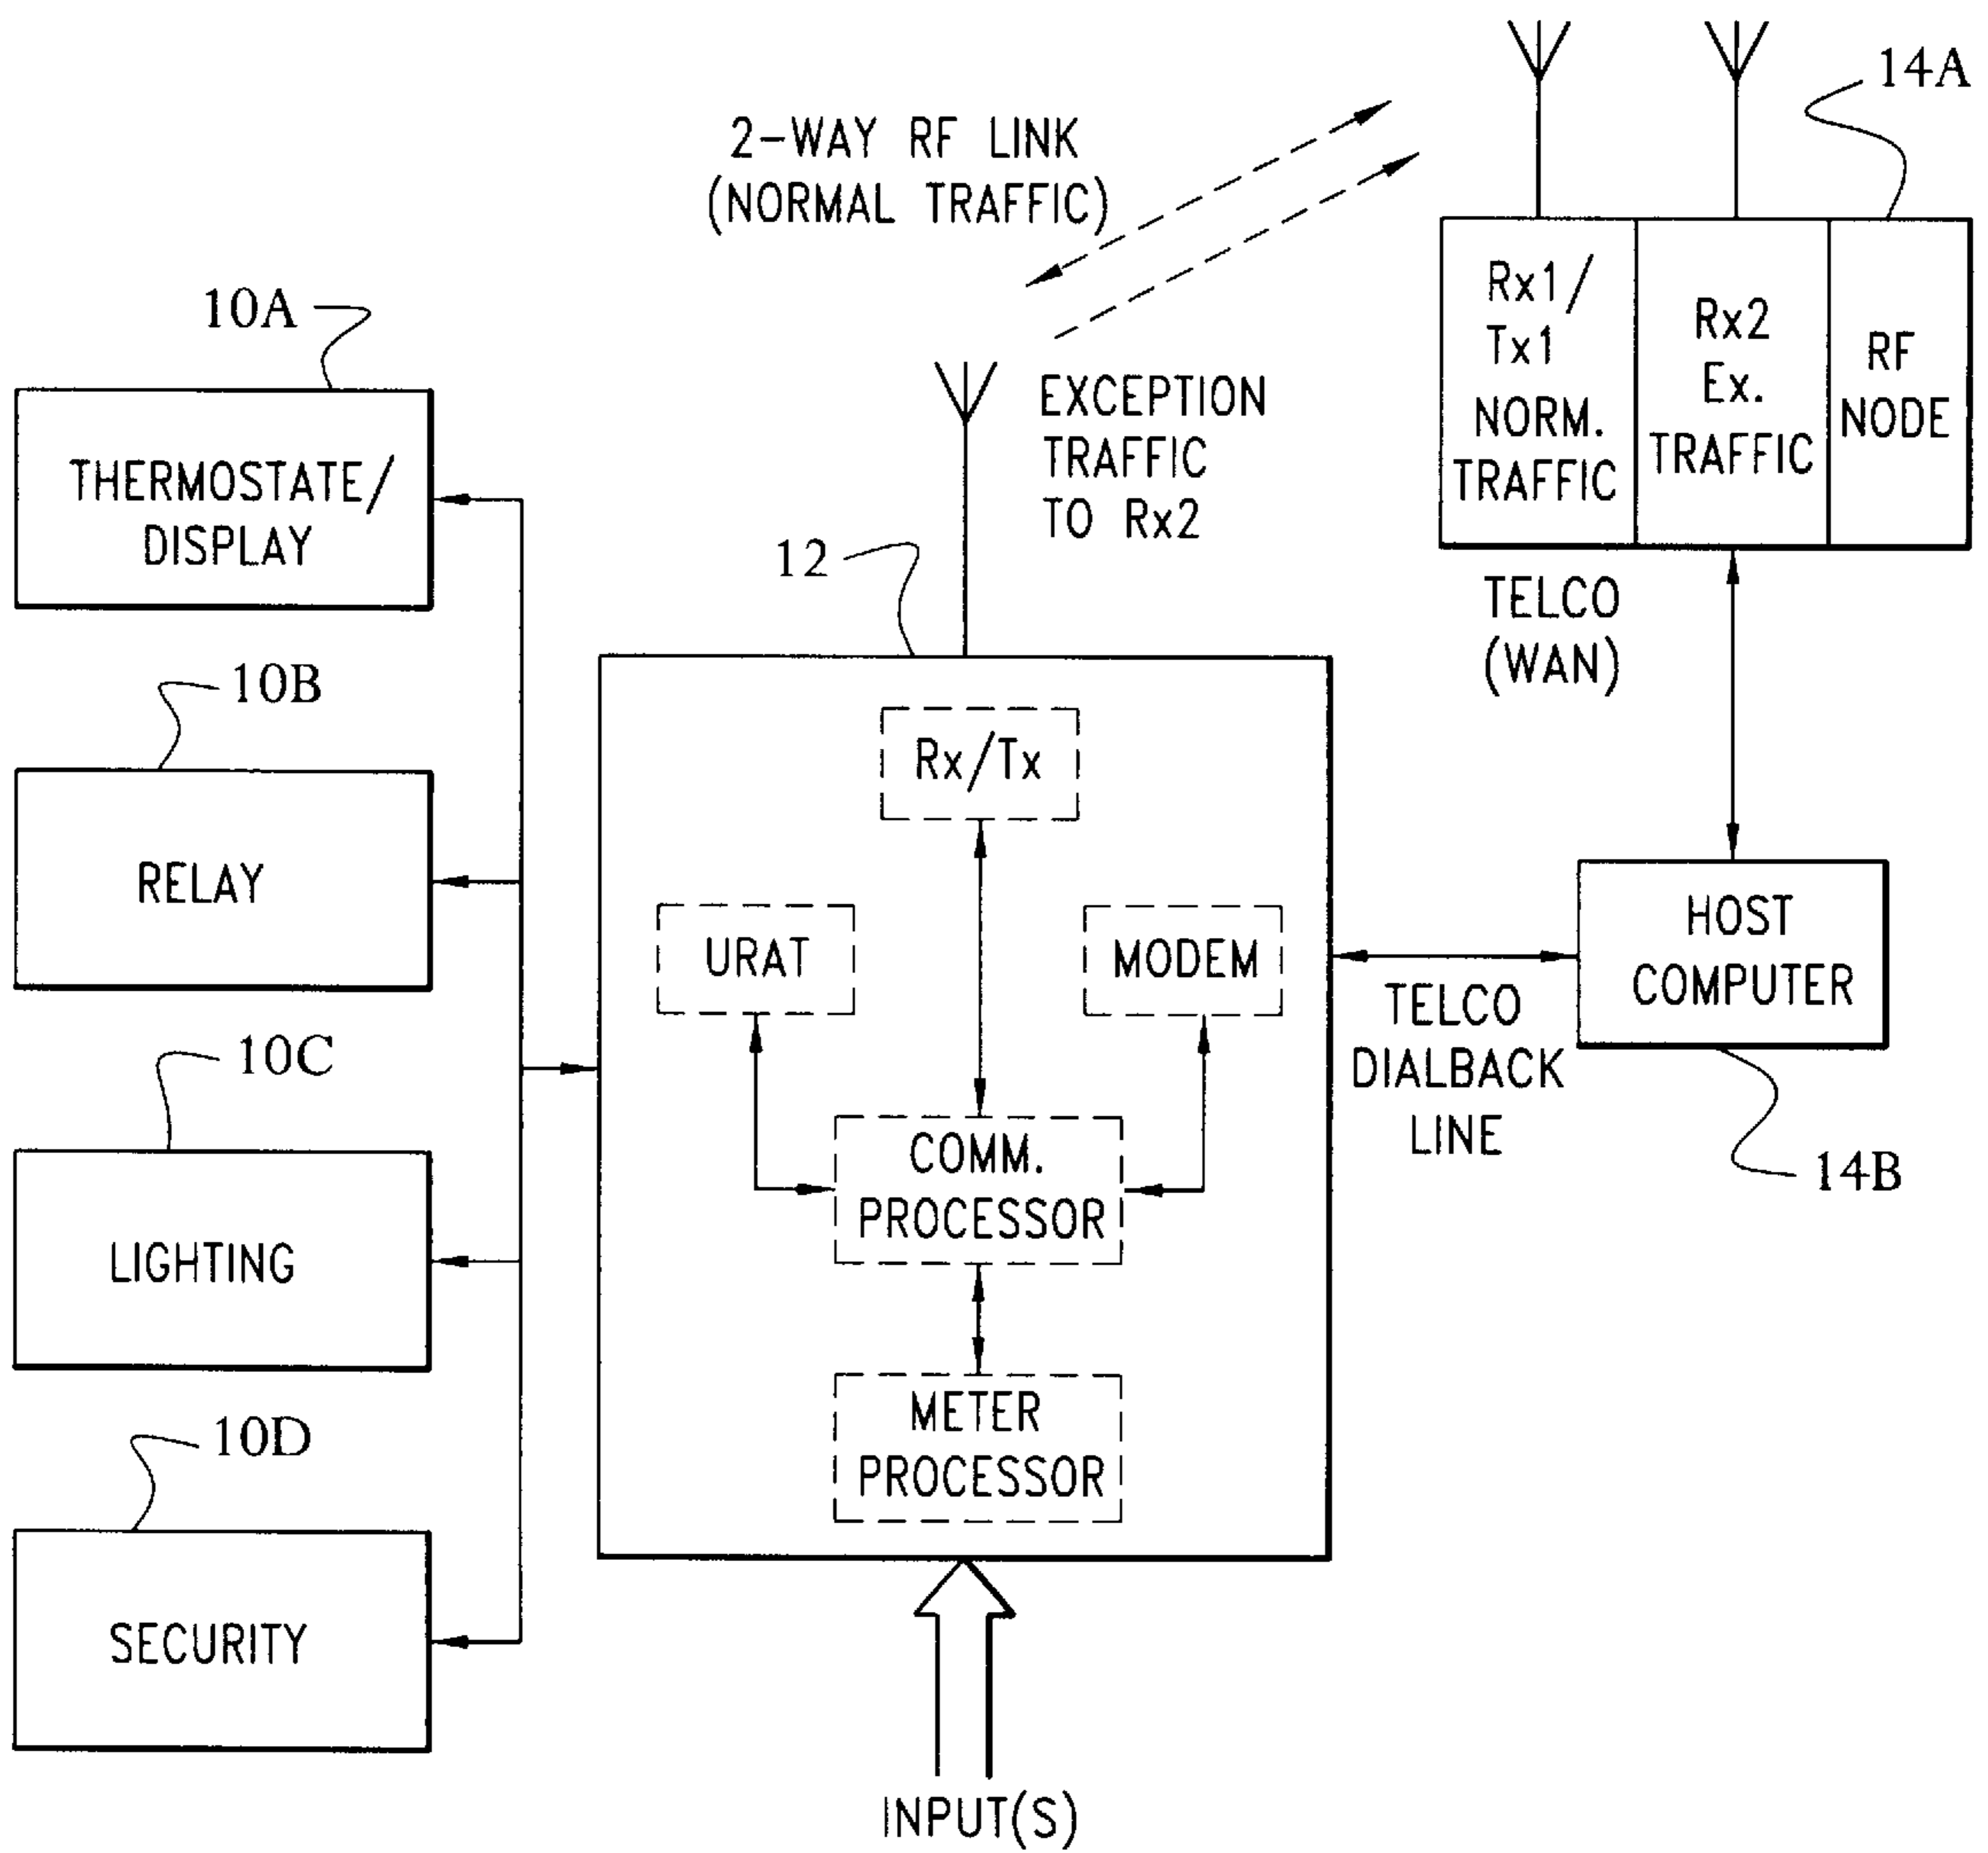 14A
2-WAY RF LINK
(NORMAL TRAFFIC)
Rx1/
Tx1
NORM.
TRAFFIC
Rx2
Ex.
TRAFFIC
RF
NODE
EXCEPTION
TRAFFIC
TO Rx2
10A
THERMOSTATE/
DISPLAY
12
TELCO
(WAN)
10B
RELAY
Rx/Tx
URAT
MODEM
HOST
COMPUTER
TELCO
DIALBACK
LINE
14B
10C
LIGHTING
COMM.
PROCESSOR
METER
PROCESSOR
10D
SECURITY
INPUT(S)